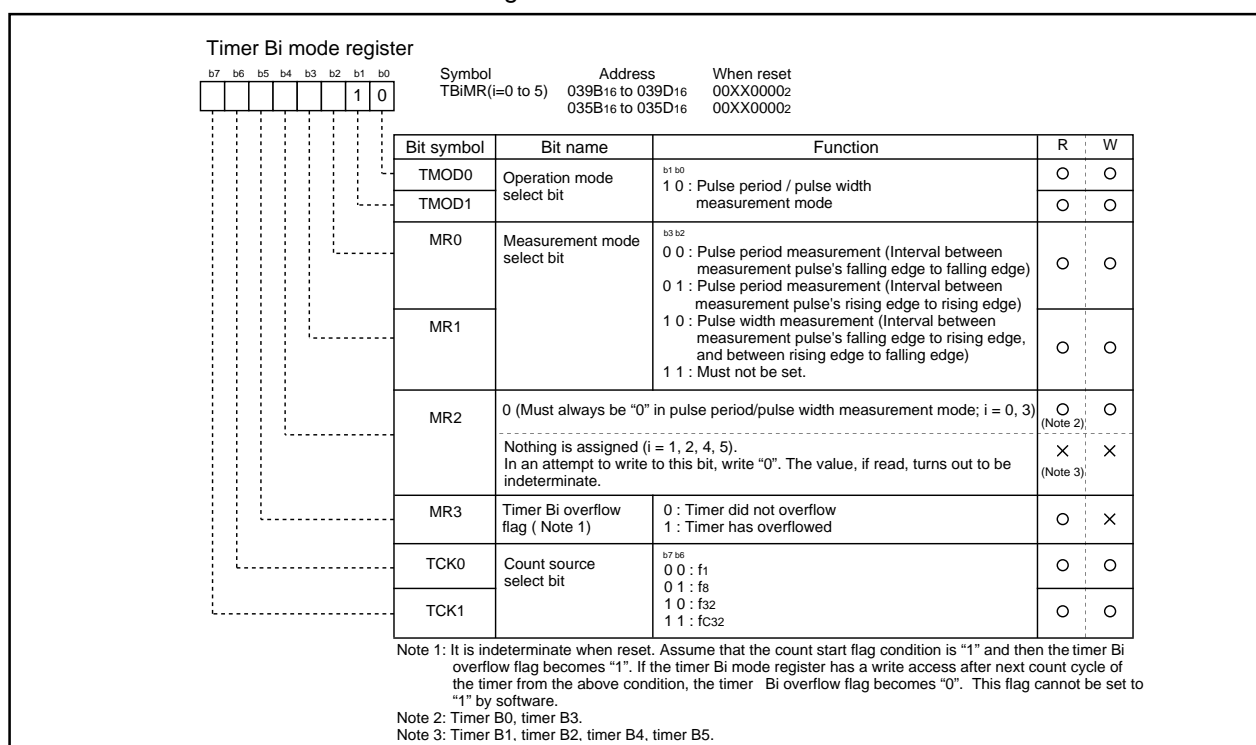 Timer Bi mode register
b7 b6 b5 b4 b3 b2 b1 b0
1 0
Symbol Address When reset
TBiMR(i=0 to 5) 039B16 to 039D16 00XX00002
035B16 to 035D16 00XX00002
Bit symbol Bit name Function R W
TMOD0 Operation mode select bit
TMOD1
b1 b0
1 0 : Pulse period / pulse width
measurement mode
MR0 Measurement mode
select bit
MR1
b3 b2
0 0 : Pulse period measurement (Interval between
measurement pulse's falling edge to falling edge)
0 1 : Pulse period measurement (Interval between
measurement pulse's rising edge to rising edge)
1 0 : Pulse width measurement (Interval between
measurement pulse's falling edge to rising edge,
and between rising edge to falling edge)
1 1 : Must not be set.
MR2
0 (Must always be “0” in pulse period/pulse width measurement mode; i = 0, 3)
(Note 2)
Nothing is assigned (i = 1, 2, 4, 5).
In an attempt to write to this bit, write “0”. The value, if read, turns out to be
indeterminate.
(Note 3)
MR3 Timer Bi overflow
flag ( Note 1)
0 : Timer did not overflow
1 : Timer has overflowed
TCK0 Count source
select bit
TCK1
b7 b6
0 0 : f1
0 1 : f8
1 0 : f32
1 1 : fC32
Note 1: It is indeterminate when reset. Assume that the count start flag condition is “1” and then the timer Bi
overflow flag becomes “1”. If the timer Bi mode register has a write access after next count cycle of
the timer from the above condition, the timer Bi overflow flag becomes “0”. This flag cannot be set to
“1” by software.
Note 2: Timer B0, timer B3.
Note 3: Timer B1, timer B2, timer B4, timer B5.